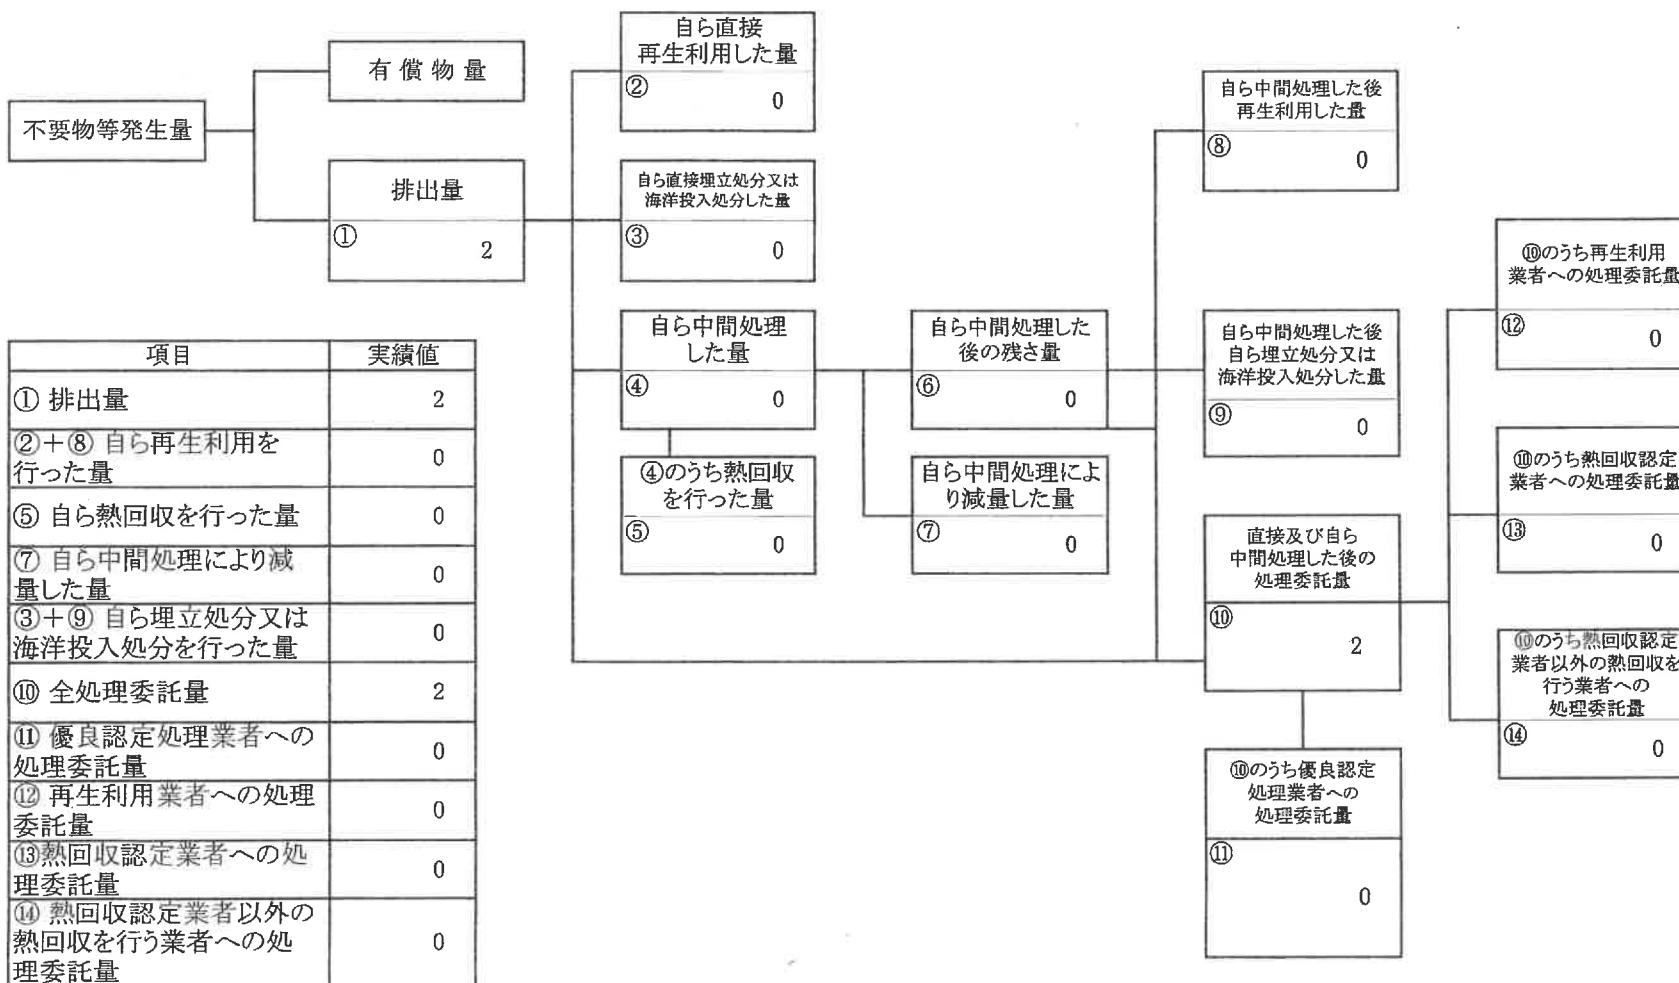 不要物等発生量
有償物量
排出量
①
2
自ら直接
再生利用した量
②
0
自ら直接埋立処分又は
海洋投入処分した量
③
0
自ら中間処理
した量
④
0
④のうち熱回収
を行った量
⑤
0
自ら中間処理した
後の残さ量
⑥
0
自ら中間処理によ
り減量した量
⑦
0
自ら中間処理した後
再生利用した量
⑧
0
自ら中間処理した後
自ら埋立処分又は
海洋投入処分した量
⑨
0
直接及び自ら
中間処理した後の
処理委託量
⑩
2
⑩のうち優良認定
処理業者への
処理委託量
⑪
0
⑩のうち再生利用
業者への処理委託量
⑫
0
⑩のうち熱回収認定
業者への処理委託量
⑬
0
⑩のうち熱回収認定
業者以外の熱回収を
行う業者への
処理委託量
⑭
0
項目 実績値
① 排出量 2
②+⑧ 自ら再生利用を
行った量 0
⑤ 自ら熱回収を行った量 0
⑦ 自ら中間処理により減
量した量 0
③+⑨ 自ら埋立処分又は
海洋投入処分を行った量 0
⑩ 全処理委託量 2
⑪ 優良認定処理業者への
処理委託量 0
⑫ 再生利用業者への処理
委託量 0
⑬熱回収認定業者への処
理委託量 0
⑭ 熱回収認定業者以外の
熱回収を行う業者への処
理委託量 0